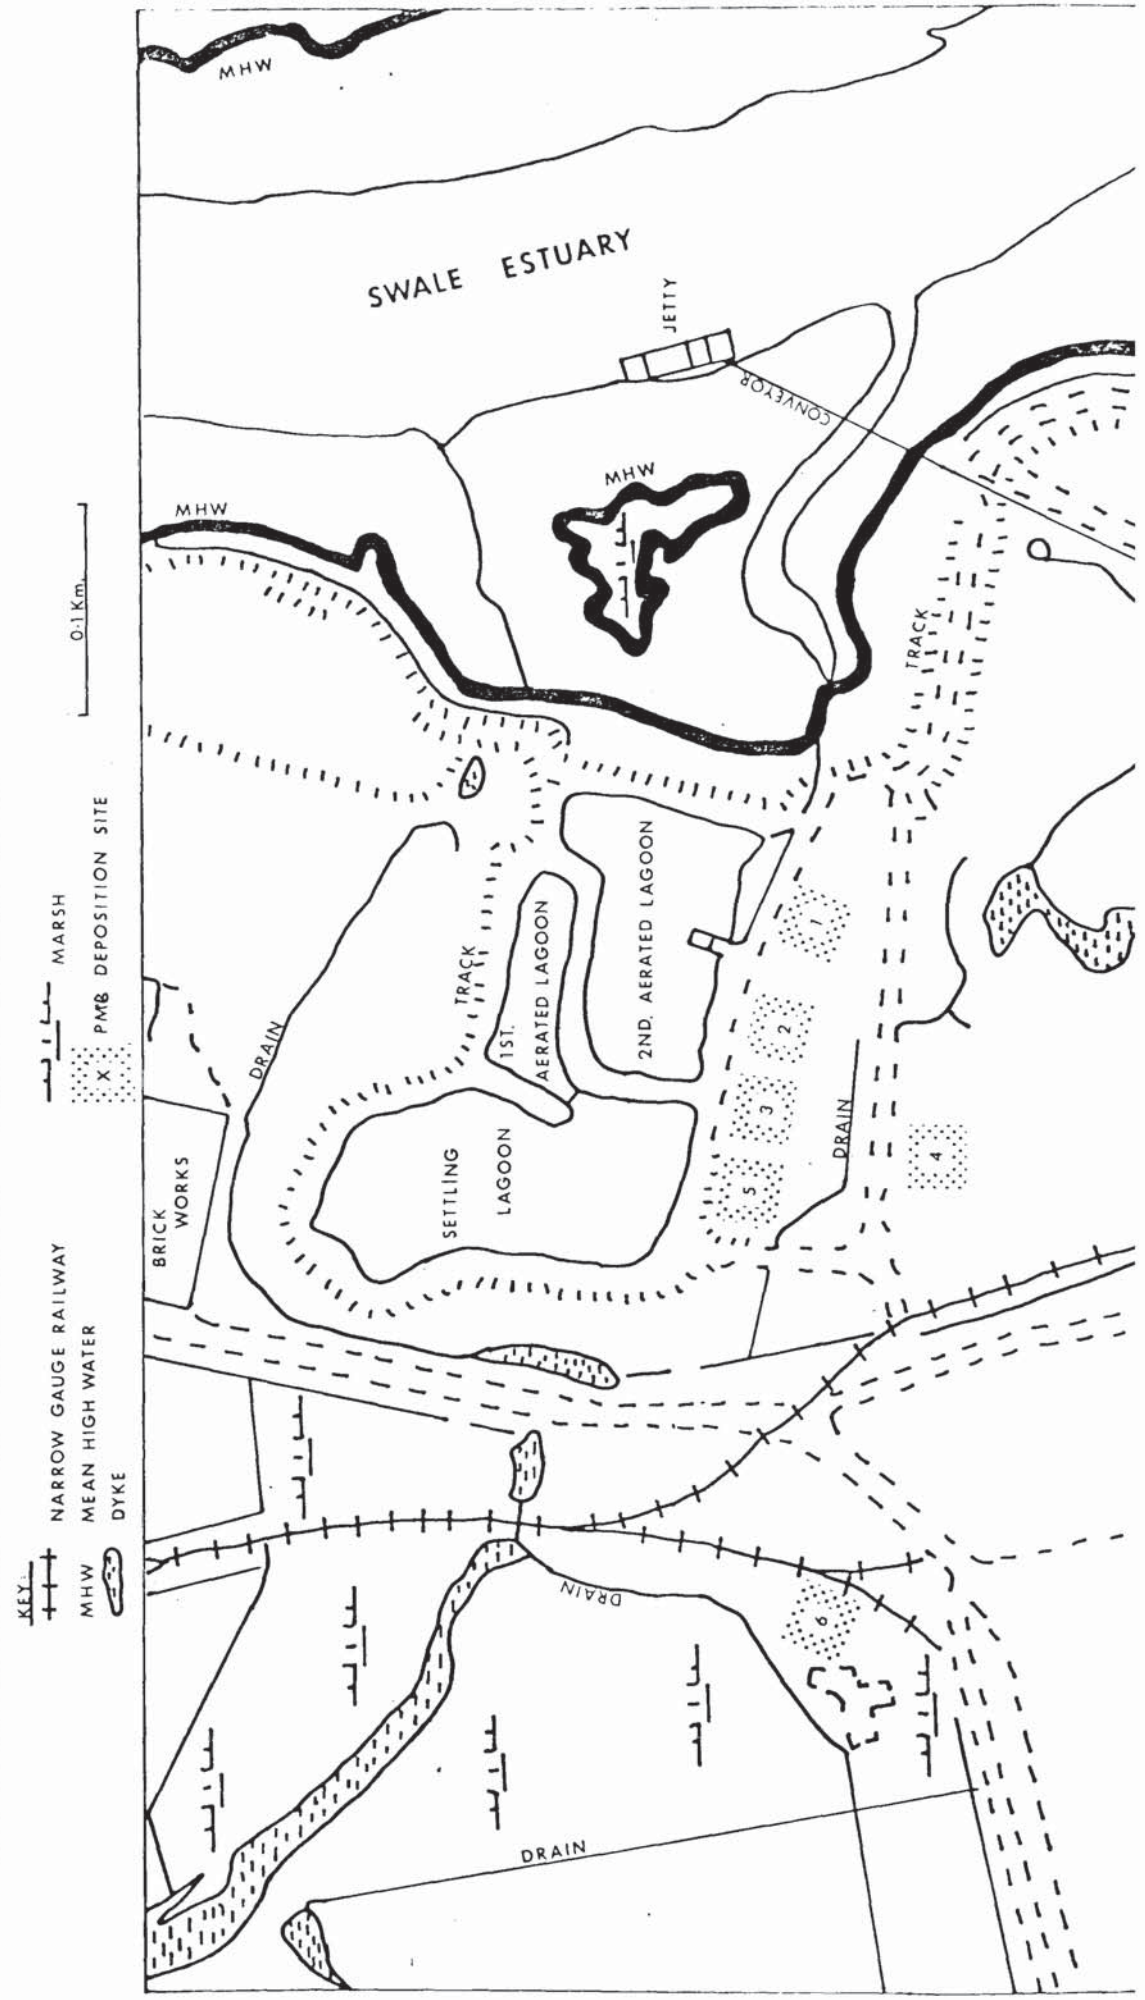 KEY:
NARROW GAUGE RAILWAY
MHW MEAN HIGH WATER
DYKE
MARSH
X PMB DEPOSITION SITE
0·1 Km.
BRICK
WORKS
DRAIN
MHW
MHW
SWALE ESTUARY
JETTY
CONVEYOR
MHW
TRACK
TRACK
1ST.
AERATED LAGOON
2ND. AERATED LAGOON
SETTLING
LAGOON
1
2
3
5
4
DRAIN
DRAIN
6
DRAIN